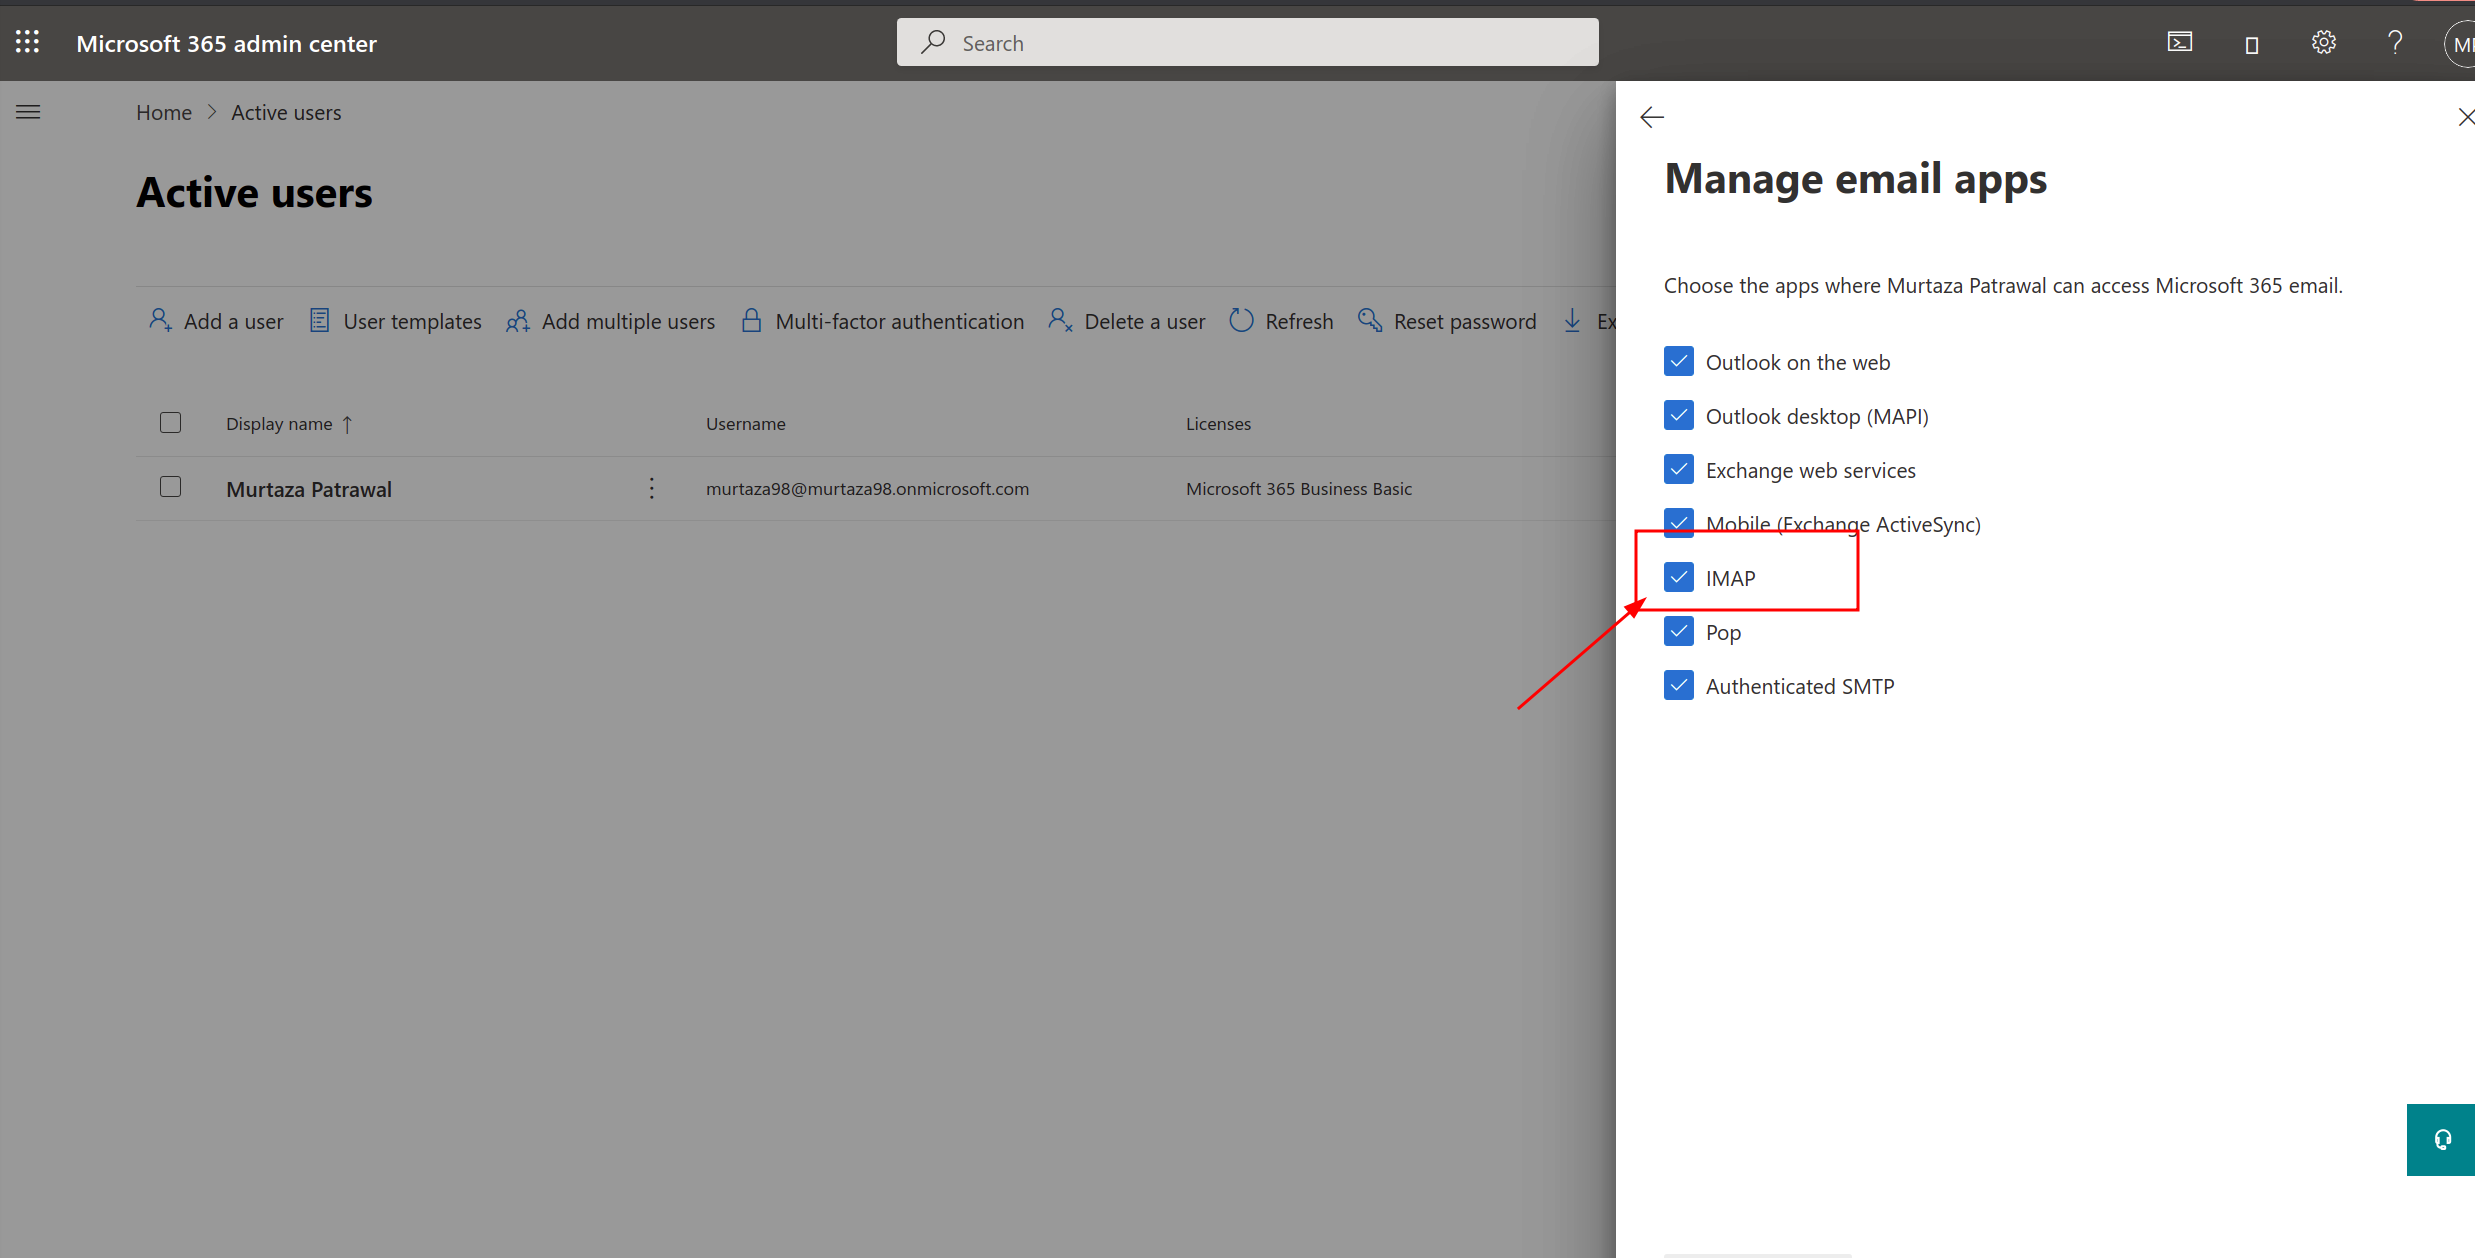 Microsoft 365 admin center
Search
Home > Active users
Active users
Add a user User templates Add multiple users Multi-factor authentication Delete a user Refresh Reset password
Display name ↑ Username Licenses
Murtaza Patrawal murtaza98@murtaza98.onmicrosoft.com Microsoft 365 Business Basic
Manage email apps
Choose the apps where Murtaza Patrawal can access Microsoft 365 email.
Outlook on the web
Outlook desktop (MAPI)
Exchange web services
Mobile (Exchange ActiveSync)
IMAP
Pop
Authenticated SMTP